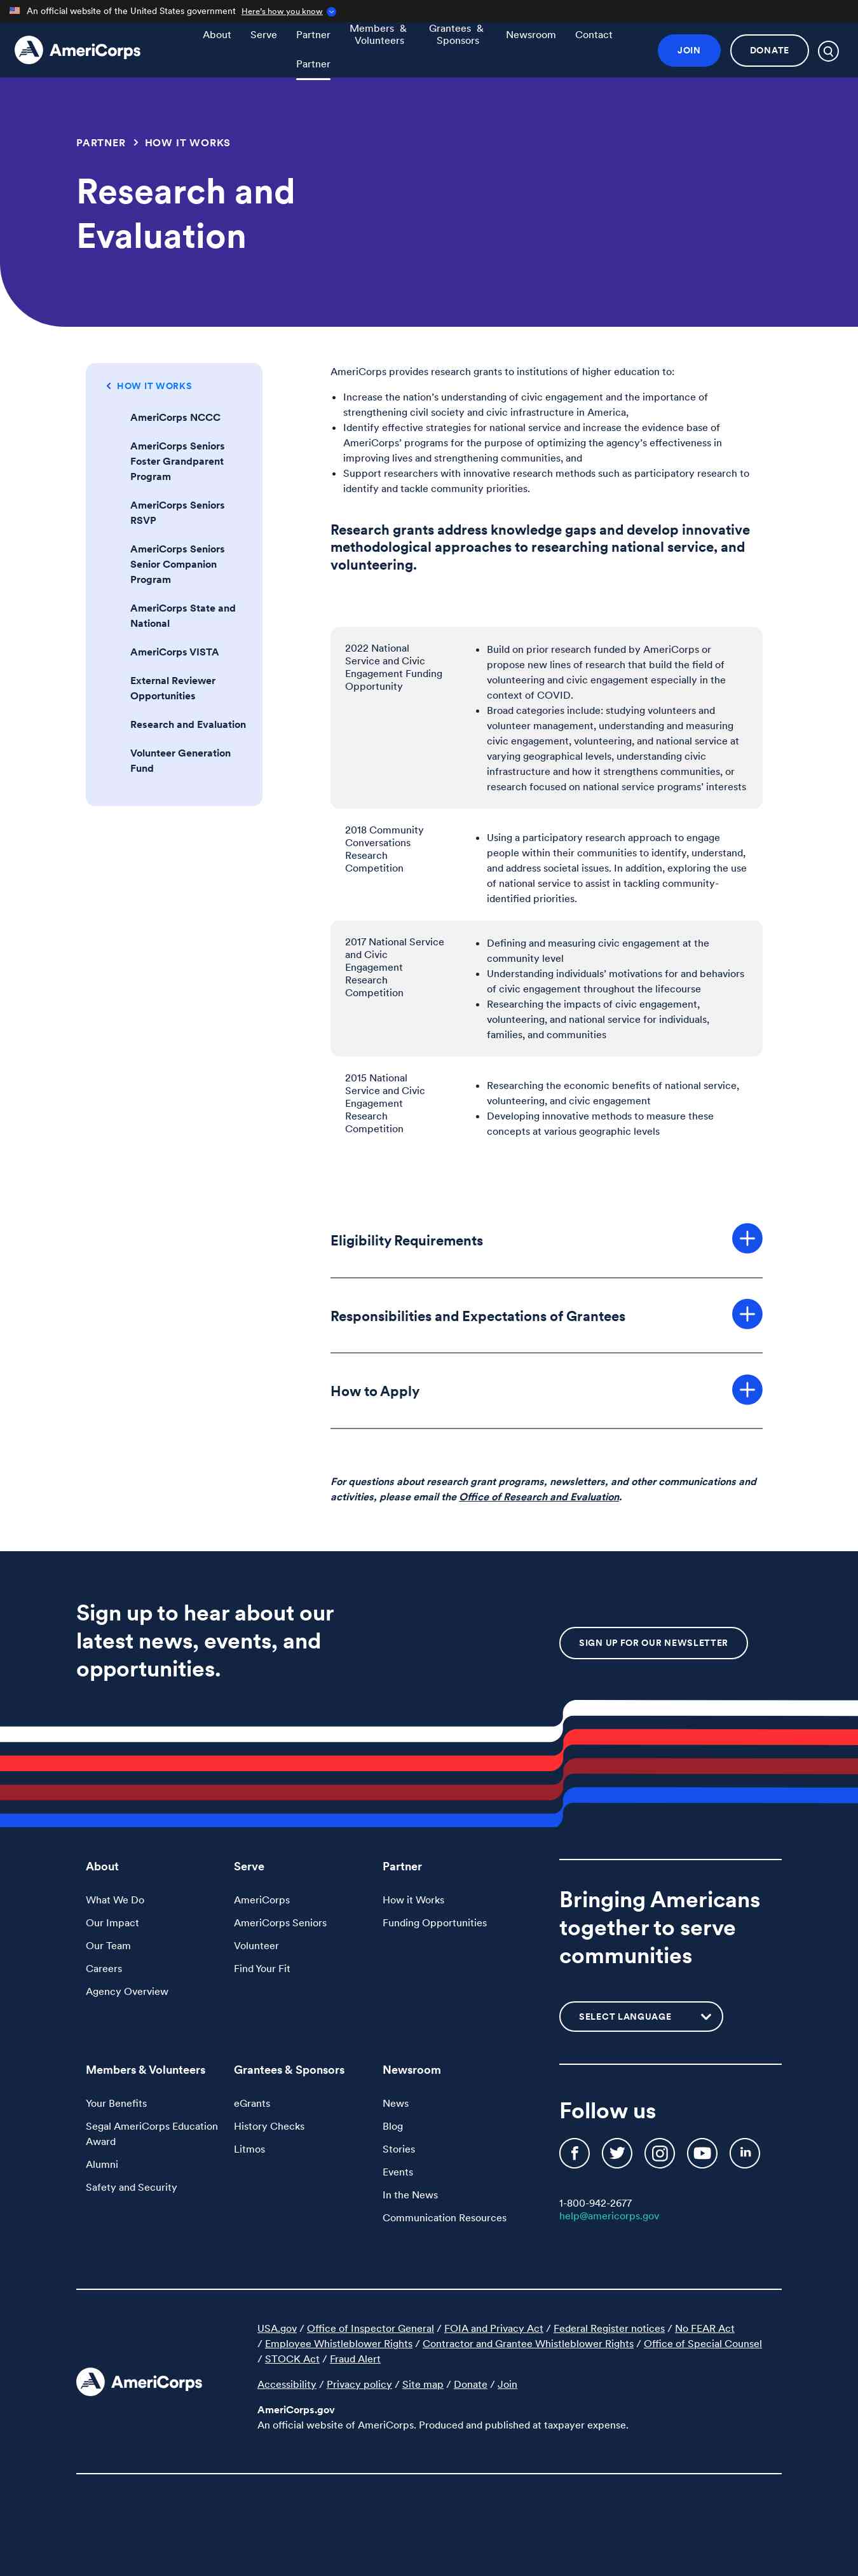 An official website of the United States government Here's how you know
AmeriCorps
About
Serve
Partner
Members &
Volunteers
Grantees &
Sponsors
Newsroom
Contact
Partner
JOIN
DONATE
PARTNER > HOW IT WORKS
Research and
Evaluation
HOW IT WORKS
AmeriCorps NCCC
AmeriCorps Seniors
Foster Grandparent
Program
AmeriCorps Seniors
RSVP
AmeriCorps Seniors
Senior Companion
Program
AmeriCorps State and
National
AmeriCorps VISTA
External Reviewer
Opportunities
Research and Evaluation
Volunteer Generation
Fund
AmeriCorps provides research grants to institutions of higher education to:
• Increase the nation's understanding of civic engagement and the importance of
strengthening civil society and civic infrastructure in America,
• Identify effective strategies for national service and increase the evidence base of
AmeriCorps' programs for the purpose of optimizing the agency's effectiveness in
improving lives and strengthening communities, and
• Support researchers with innovative research methods such as participatory research to
identify and tackle community priorities.
Research grants address knowledge gaps and develop innovative
methodological approaches to researching national service, and
volunteering.
2022 National
Service and Civic
Engagement Funding
Opportunity
• Build on prior research funded by AmeriCorps or
propose new lines of research that build the field of
volunteering and civic engagement especially in the
context of COVID.
• Broad categories include: studying volunteers and
volunteer management, understanding and measuring
civic engagement, volunteering, and national service at
varying geographical levels, understanding civic
infrastructure and how it strengthens communities, or
research focused on national service programs' interests
2018 Community
Conversations
Research
Competition
• Using a participatory research approach to engage
people within their communities to identify, understand,
and address societal issues. In addition, exploring the use
of national service to assist in tackling community-
identified priorities.
2017 National Service
and Civic
Engagement
Research
Competition
• Defining and measuring civic engagement at the
community level
• Understanding individuals' motivations for and behaviors
of civic engagement throughout the lifecourse
• Researching the impacts of civic engagement,
volunteering, and national service for individuals,
families, and communities
2015 National
Service and Civic
Engagement
Research
Competition
• Researching the economic benefits of national service,
volunteering, and civic engagement
• Developing innovative methods to measure these
concepts at various geographic levels
Eligibility Requirements
Responsibilities and Expectations of Grantees
How to Apply
For questions about research grant programs, newsletters, and other communications and
activities, please email the Office of Research and Evaluation.
Sign up to hear about our
latest news, events, and
opportunities.
SIGN UP FOR OUR NEWSLETTER
About
What We Do
Our Impact
Our Team
Careers
Agency Overview
Serve
AmeriCorps
AmeriCorps Seniors
Volunteer
Find Your Fit
Partner
How it Works
Funding Opportunities
Bringing Americans
together to serve
communities
SELECT LANGUAGE
Members & Volunteers
Your Benefits
Segal AmeriCorps Education
Award
Alumni
Safety and Security
Grantees & Sponsors
eGrants
History Checks
Litmos
Newsroom
News
Blog
Stories
Events
In the News
Communication Resources
Follow us
1-800-942-2677
help@americorps.gov
AmeriCorps
USA.gov / Office of Inspector General / FOIA and Privacy Act / Federal Register notices / No FEAR Act
/ Employee Whistleblower Rights / Contractor and Grantee Whistleblower Rights / Office of Special Counsel
/ STOCK Act / Fraud Alert
Accessibility / Privacy policy / Site map / Donate / Join
AmeriCorps.gov
An official website of AmeriCorps. Produced and published at taxpayer expense.